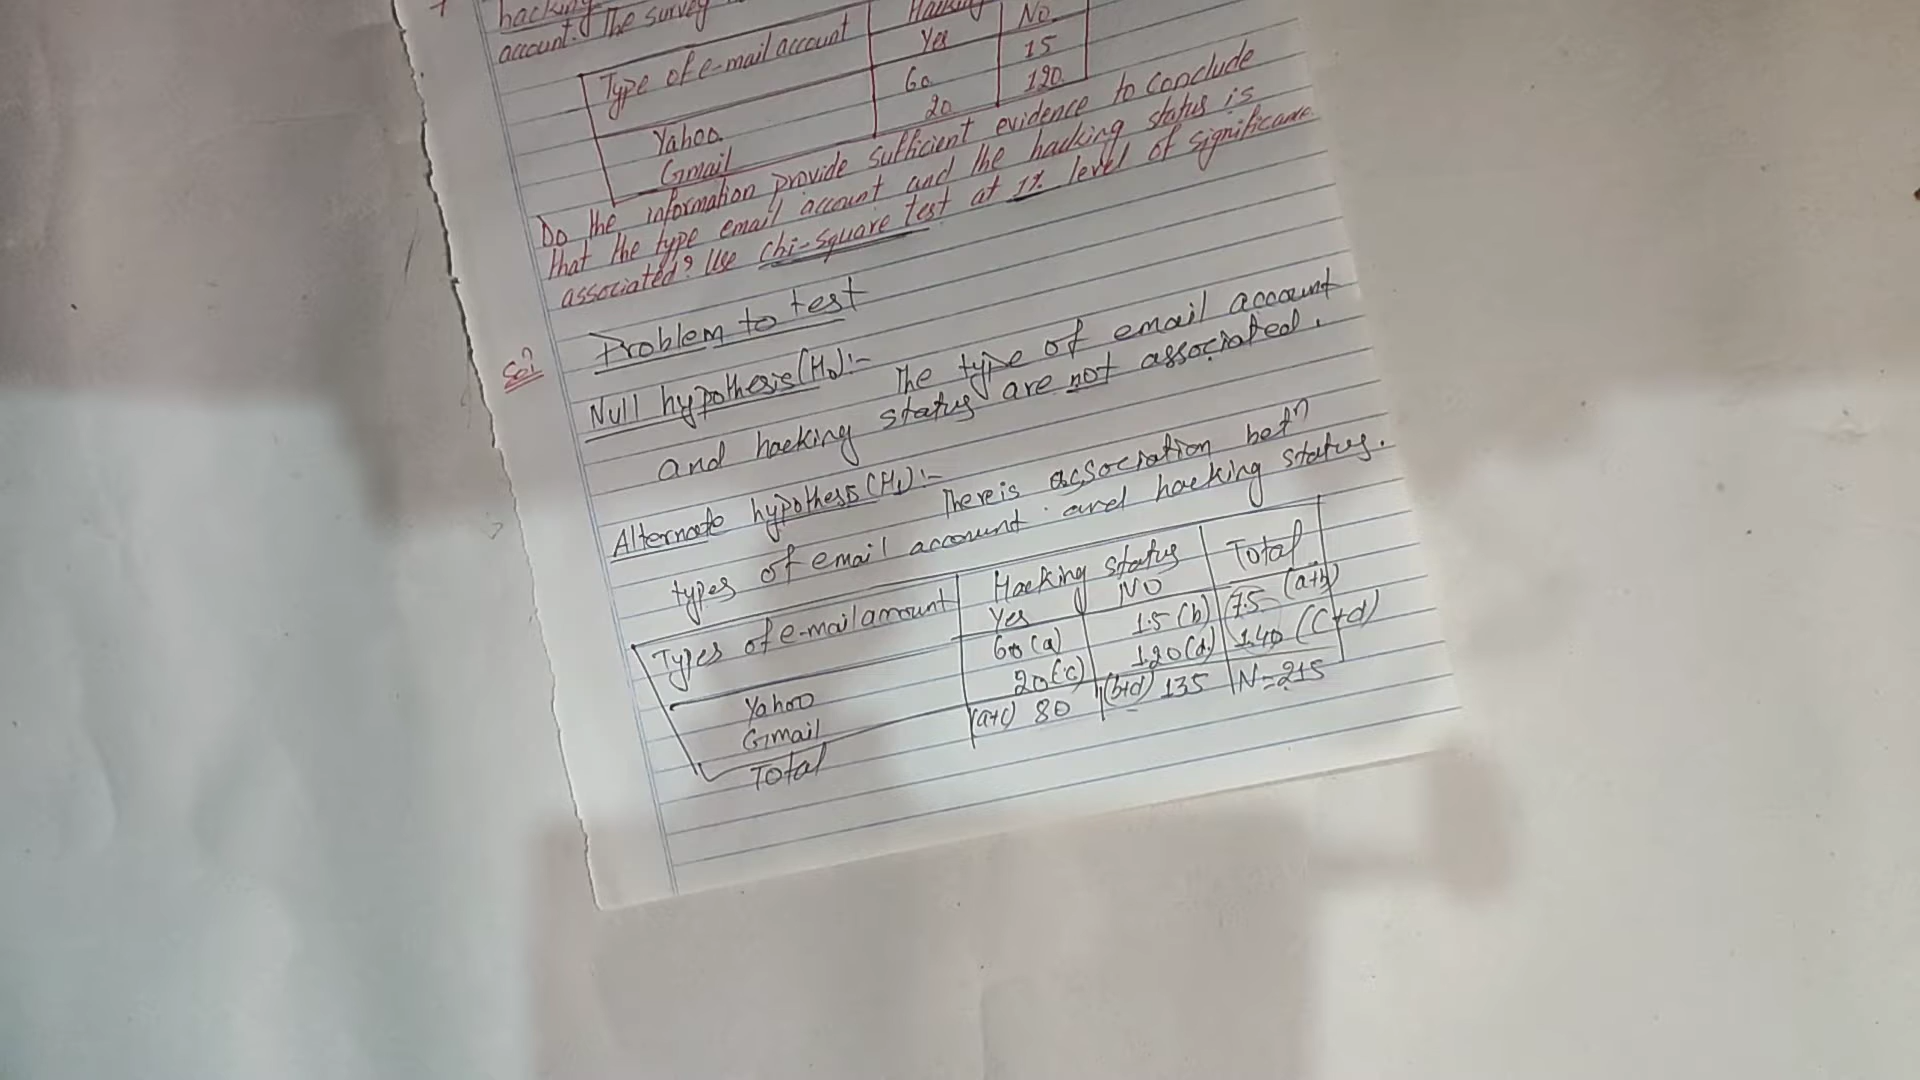 hacking
account. The survey
Type of e-mail account Hacking
Yes No.
Yahoo 60 15
Gmail 20 120
Do the information provide sufficient evidence to conclude
that the type email account and the hacking status is
associated? Use Chi-square test at 1% level of significance
Soln
Problem to test
Null hypothesis (H0):- The type of email account
and hacking status are not associated.
Alternate hypothesis (H1):- There is association betn
types of email account and hacking status.
Types of e-mail amount Hacking status Total
Yes NO
Yahoo 60 (a) 15 (b) 75 (a+b)
Gmail 20 (c) 120 (d) 140 (c+d)
Total (a+c) 80 (b+d) 135 N=215